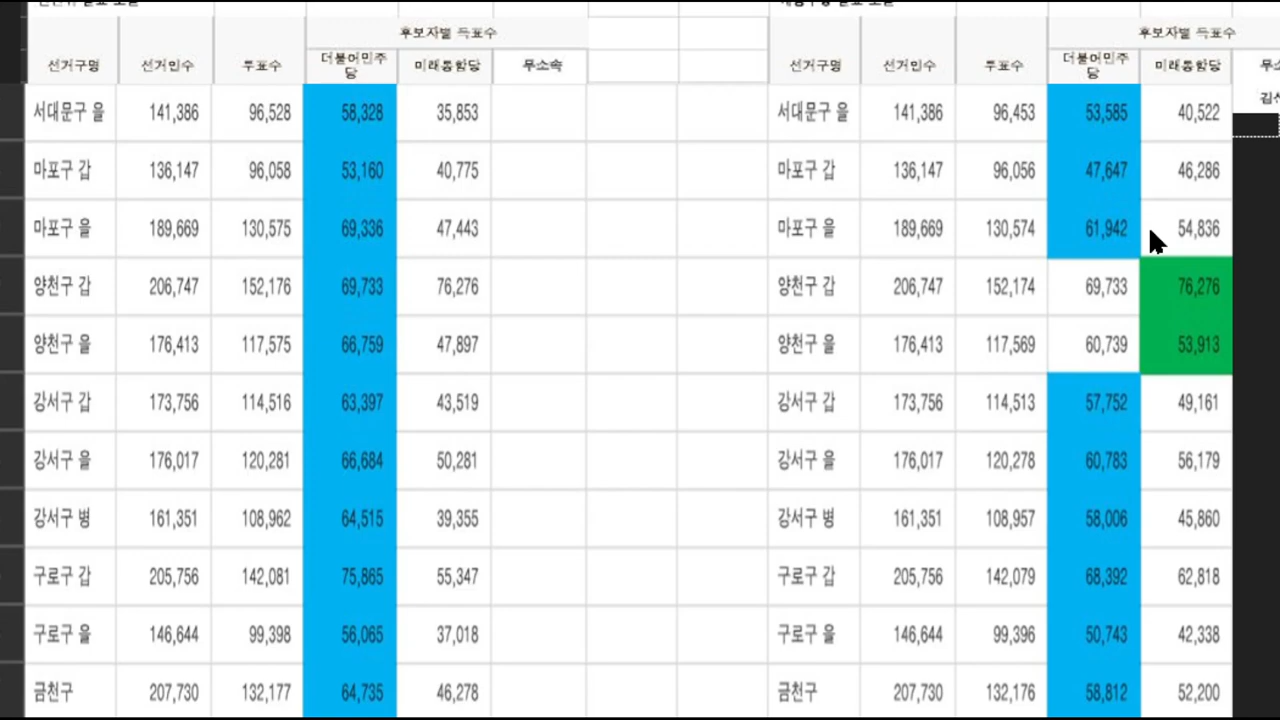 후보자별 득표수 후보자별 득표수
선거구명 선거인수 투표수 더불어민주당 미래통합당 무소속 선거구명 선거인수 투표수 더불어민주당 미래통합당
서대문구 을 141,386 96,528 58,328 35,853 서대문구 을 141,386 96,453 53,585 40,522
마포구 갑 136,147 96,058 53,160 40,775 마포구 갑 136,147 96,056 47,647 46,286
마포구 을 189,669 130,575 69,336 47,443 마포구 을 189,669 130,574 61,942 54,836
양천구 갑 206,747 152,176 69,733 76,276 양천구 갑 206,747 152,174 69,733 76,276
양천구 을 176,413 117,575 66,759 47,897 양천구 을 176,413 117,569 60,739 53,913
강서구 갑 173,756 114,516 63,397 43,519 강서구 갑 173,756 114,513 57,752 49,161
강서구 을 176,017 120,281 66,684 50,281 강서구 을 176,017 120,278 60,783 56,179
강서구 병 161,351 108,962 64,515 39,355 강서구 병 161,351 108,957 58,006 45,860
구로구 갑 205,756 142,081 75,865 55,347 구로구 갑 205,756 142,079 68,392 62,818
구로구 을 146,644 99,398 56,065 37,018 구로구 을 146,644 99,396 50,743 42,338
금천구 207,730 132,177 64,735 46,278 금천구 207,730 132,176 58,812 52,200